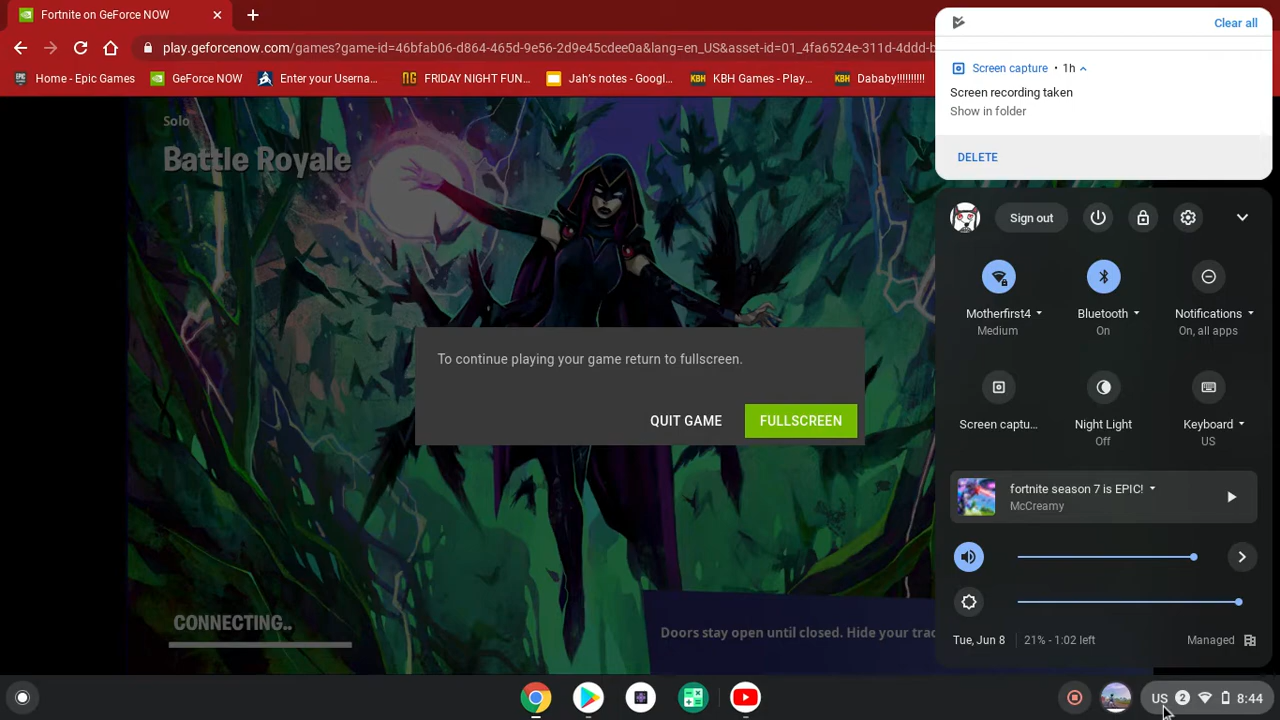 Fortnite on GeForce NOW
play.geforcenow.com/games?game-id=46bfab06-d864-465d-9e56-2d9e45cdee0a&lang=en_US&asset-id=01_4fa6524e-311d-4ddd-b
Home - Epic Games
GeForce NOW
Enter your Userna...
FRIDAY NIGHT FUN...
Jah's notes - Googl...
KBH Games - Play...
Dababy!!!!!!!!!!
Clear all
Screen capture • 1h
Screen recording taken
Show in folder
DELETE
Solo
Battle Royale
Sign out
Motherfirst4
Medium
Bluetooth
On
Notifications
On, all apps
To continue playing your game return to fullscreen.
QUIT GAME
FULLSCREEN
Screen captu...
Night Light
Off
Keyboard
US
fortnite season 7 is EPIC!
McCreamy
CONNECTING..
Doors stay open until closed. Hide your trac
Tue, Jun 8
21% - 1:02 left
Managed
US 2 8:44